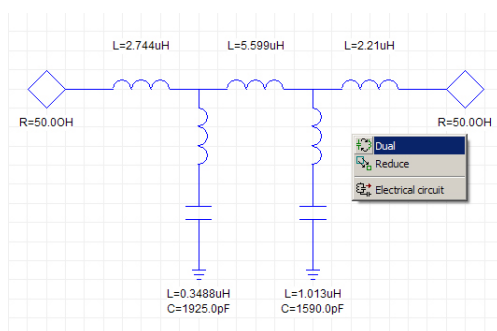 L=2.744uH L=5.599uH L=2.21uH
R=50.0OH R=50.0OH
Dual
Reduce
Electrical circuit
L=0.3488uH L=1.013uH
C=1925.0pF C=1590.0pF